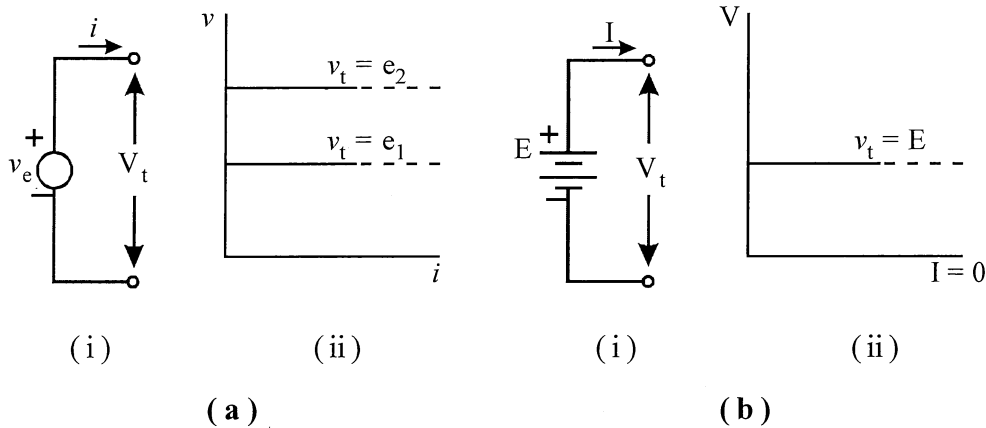 i
+
v_e
−
V_t
v
v_t = e_2
v_t = e_1
i
I
+
E
−
V_t
V
v_t = E
I = 0
(i)
(ii)
(i)
(ii)
(a)
(b)